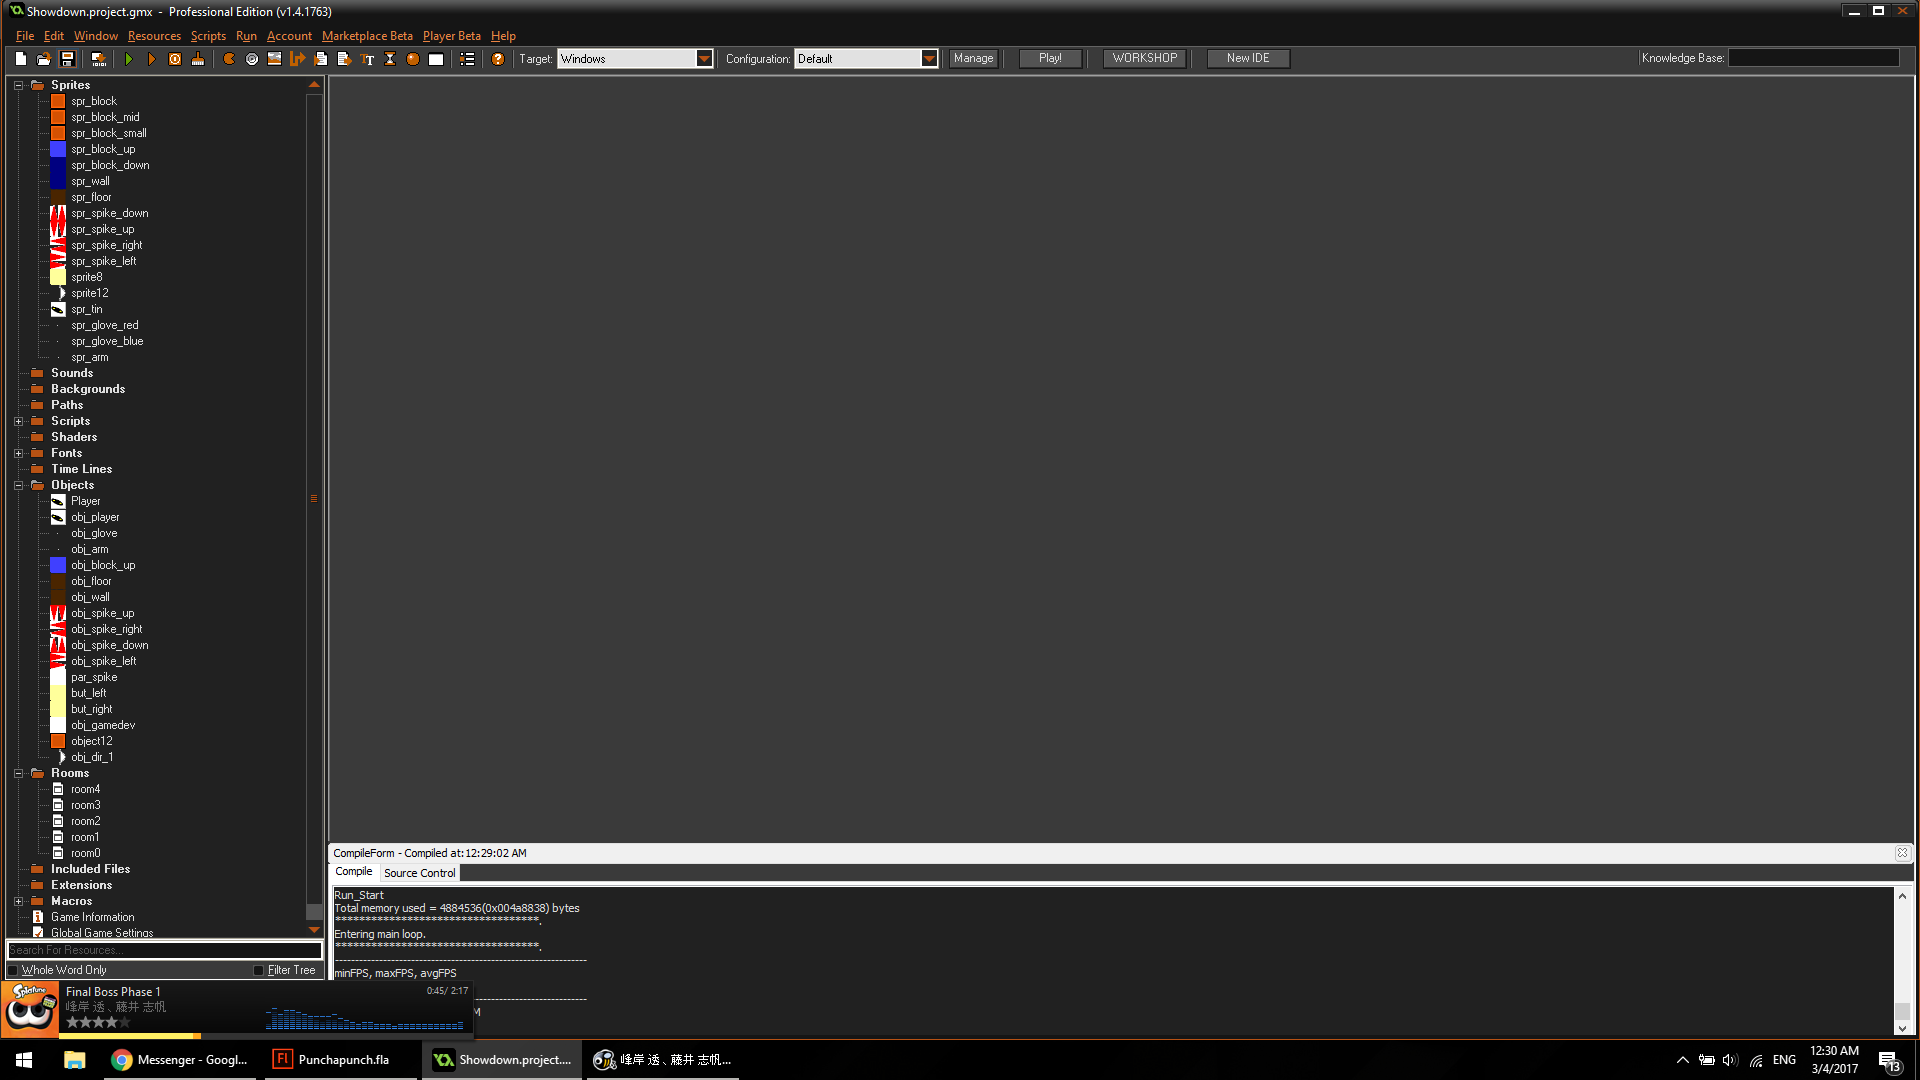 Showdown.project.gmx - Professional Edition (v1.4.1763)
File Edit Window Resources Scripts Run Account Marketplace Beta Player Beta Help
Target: Windows Configuration: Default Manage Play! WORKSHOP New IDE Knowledge Base:
Sprites
spr_block
spr_block_mid
spr_block_small
spr_block_up
spr_block_down
spr_wall
spr_floor
spr_spike_down
spr_spike_up
spr_spike_right
spr_spike_left
sprite8
sprite12
spr_tin
spr_glove_red
spr_glove_blue
spr_arm
Sounds
Backgrounds
Paths
Scripts
Shaders
Fonts
Time Lines
Objects
Player
obj_player
obj_glove
obj_arm
obj_block_up
obj_floor
obj_wall
obj_spike_up
obj_spike_right
obj_spike_down
obj_spike_left
par_spike
but_left
but_right
obj_gamedev
object12
obj_dir_1
Rooms
room4
room3
room2
room1
room0
Included Files
Extensions
Macros
Game Information
Global Game Settings
Search For Resources...
Whole Word Only Filter Tree
CompileForm - Compiled at: 12:29:02 AM
Compile Source Control
Run_Start
Total memory used = 4884536(0x004a8838) bytes
**********************************.
Entering main loop.
**********************************.
minFPS, maxFPS, avgFPS
M
Splatune
Final Boss Phase 1 0:45/ 2:17
峰岸 透、藤井 志帆
Messenger - Googl...
Punchapunch.fla
Showdown.project....
峰岸 透、藤井 志帆...
ENG
12:30 AM
3/4/2017
13